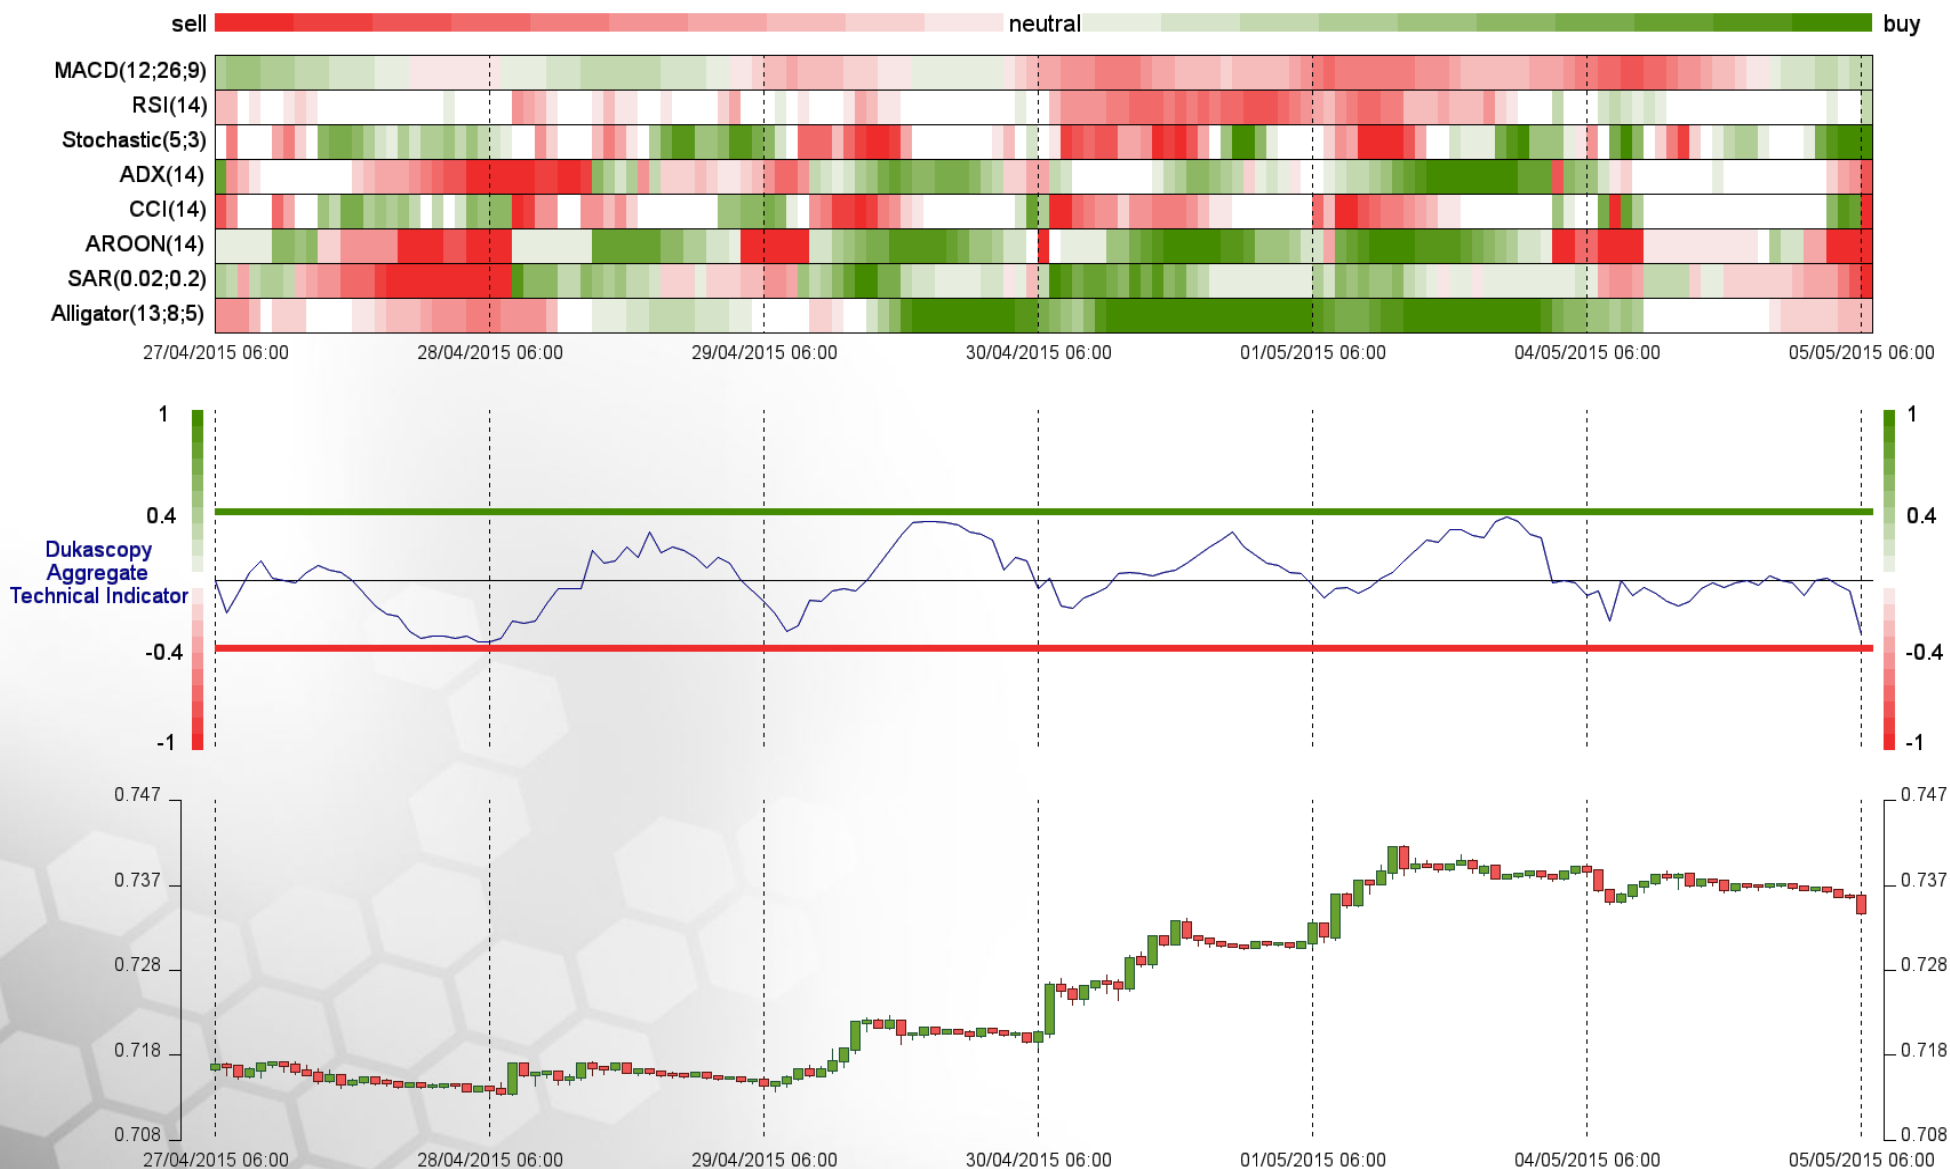 sell neutral buy
MACD(12;26;9)
RSI(14)
Stochastic(5;3)
ADX(14)
CCI(14)
AROON(14)
SAR(0.02;0.2)
Alligator(13;8;5)
27/04/2015 06:00 28/04/2015 06:00 29/04/2015 06:00 30/04/2015 06:00 01/05/2015 06:00 04/05/2015 06:00 05/05/2015 06:00
1 1
0.4 0.4
Dukascopy
Aggregate
Technical Indicator
-0.4 -0.4
-1 -1
0.747 0.747
0.737 0.737
0.728 0.728
0.718 0.718
0.708 0.708
27/04/2015 06:00 28/04/2015 06:00 29/04/2015 06:00 30/04/2015 06:00 01/05/2015 06:00 04/05/2015 06:00 05/05/2015 06:00